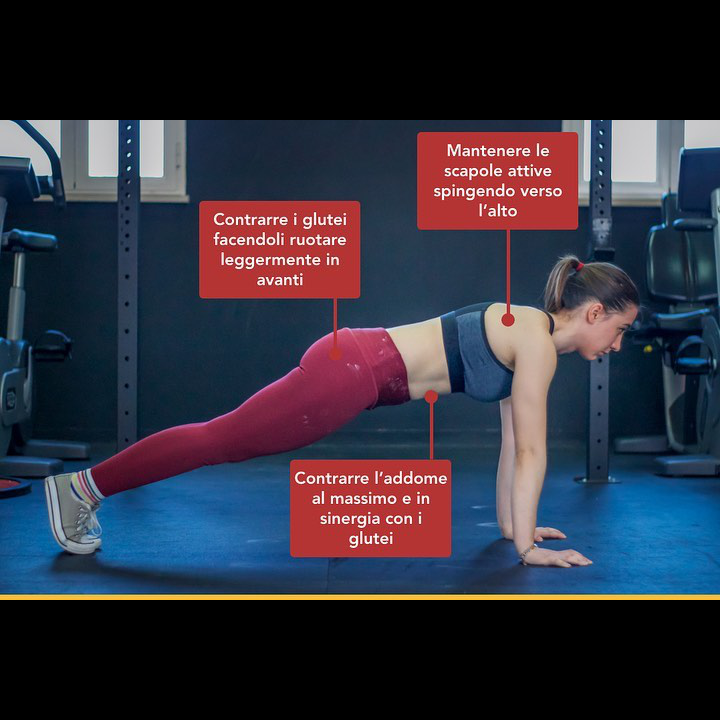 Mantenere le
scapole attive
spingendo verso
l'alto
Contrarre i glutei
facendoli ruotare
leggermente in
avanti
Contrarre l'addome
al massimo e in
sinergia con i
glutei